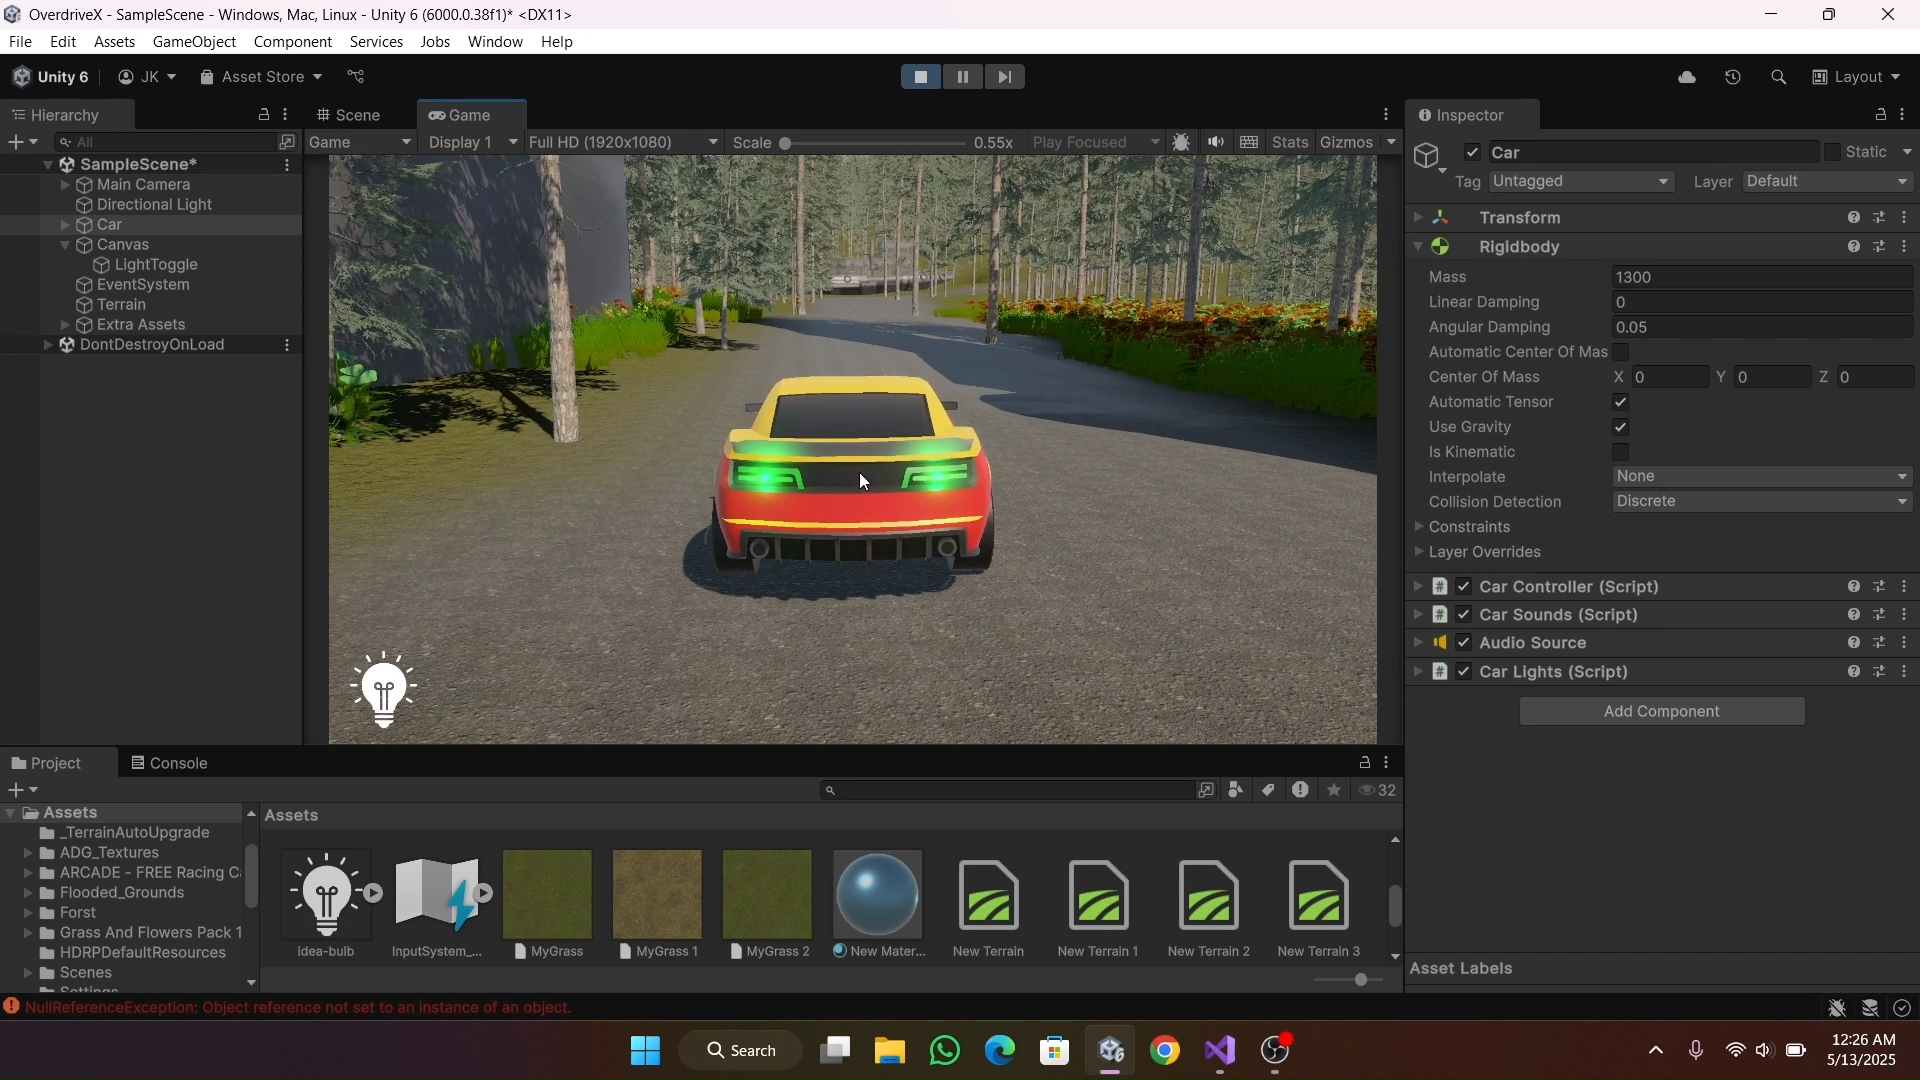 OverdriveX - SampleScene - Windows, Mac, Linux - Unity 6 (6000.0.38f1)* <DX11>
File Edit Assets GameObject Component Services Jobs Window Help
Unity 6 JK Asset Store Layout
Hierarchy Scene Game Inspector
All Game Display 1 Full HD (1920x1080) Scale 0.55x Play Focused Stats Gizmos
Car Static
Tag Untagged Layer Default
SampleScene*
Main Camera
Directional Light
Car
Canvas
LightToggle
EventSystem
Terrain
Extra Assets
DontDestroyOnLoad
Transform
Rigidbody
Mass 1300
Linear Damping 0
Angular Damping 0.05
Automatic Center Of Mas
Center Of Mass X 0 Y 0 Z 0
Automatic Tensor
Use Gravity
Is Kinematic
Interpolate None
Collision Detection Discrete
Constraints
Layer Overrides
Car Controller (Script)
Car Sounds (Script)
Audio Source
Car Lights (Script)
Add Component
Project Console
32
Assets
_TerrainAutoUpgrade
ADG_Textures
ARCADE - FREE Racing C
Flooded_Grounds
Forst
Grass And Flowers Pack 1
HDRPDefaultResources
Scenes
Assets
idea-bulb InputSystem_... MyGrass MyGrass 1 MyGrass 2 New Mater... New Terrain New Terrain 1 New Terrain 2 New Terrain 3
Asset Labels
NullReferenceException: Object reference not set to an instance of an object.
Search
12:26 AM
5/13/2025